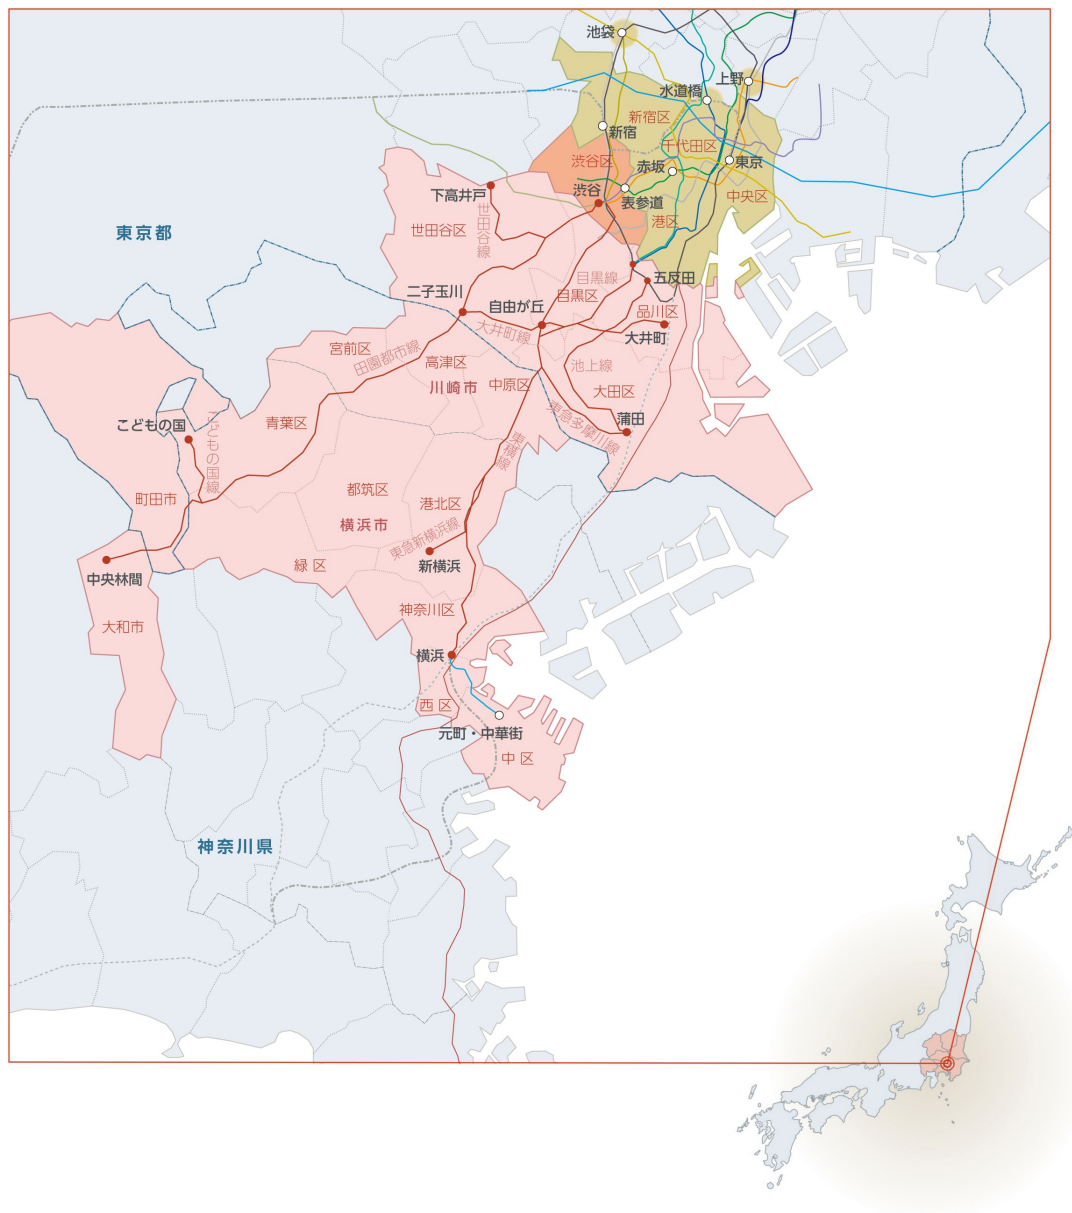 池袋
上野
水道橋
新宿区
新宿
千代田区
渋谷区
赤坂
東京
下高井戸
渋谷
表参道
中央区
世田谷線
世田谷区
港区
東京都
目黒線
五反田
二子玉川
自由が丘
目黒区
品川区
大井町線
大井町
宮前区
田園都市線
高津区
池上線
川崎市
中原区
大田区
こどもの国
こどもの国線
青葉区
東急多摩川線
蒲田
東横線
町田市
都筑区
港北区
横浜市
東急新横浜線
緑区
新横浜
中央林間
大和市
神奈川区
横浜
西区
元町・中華街
中区
神奈川県